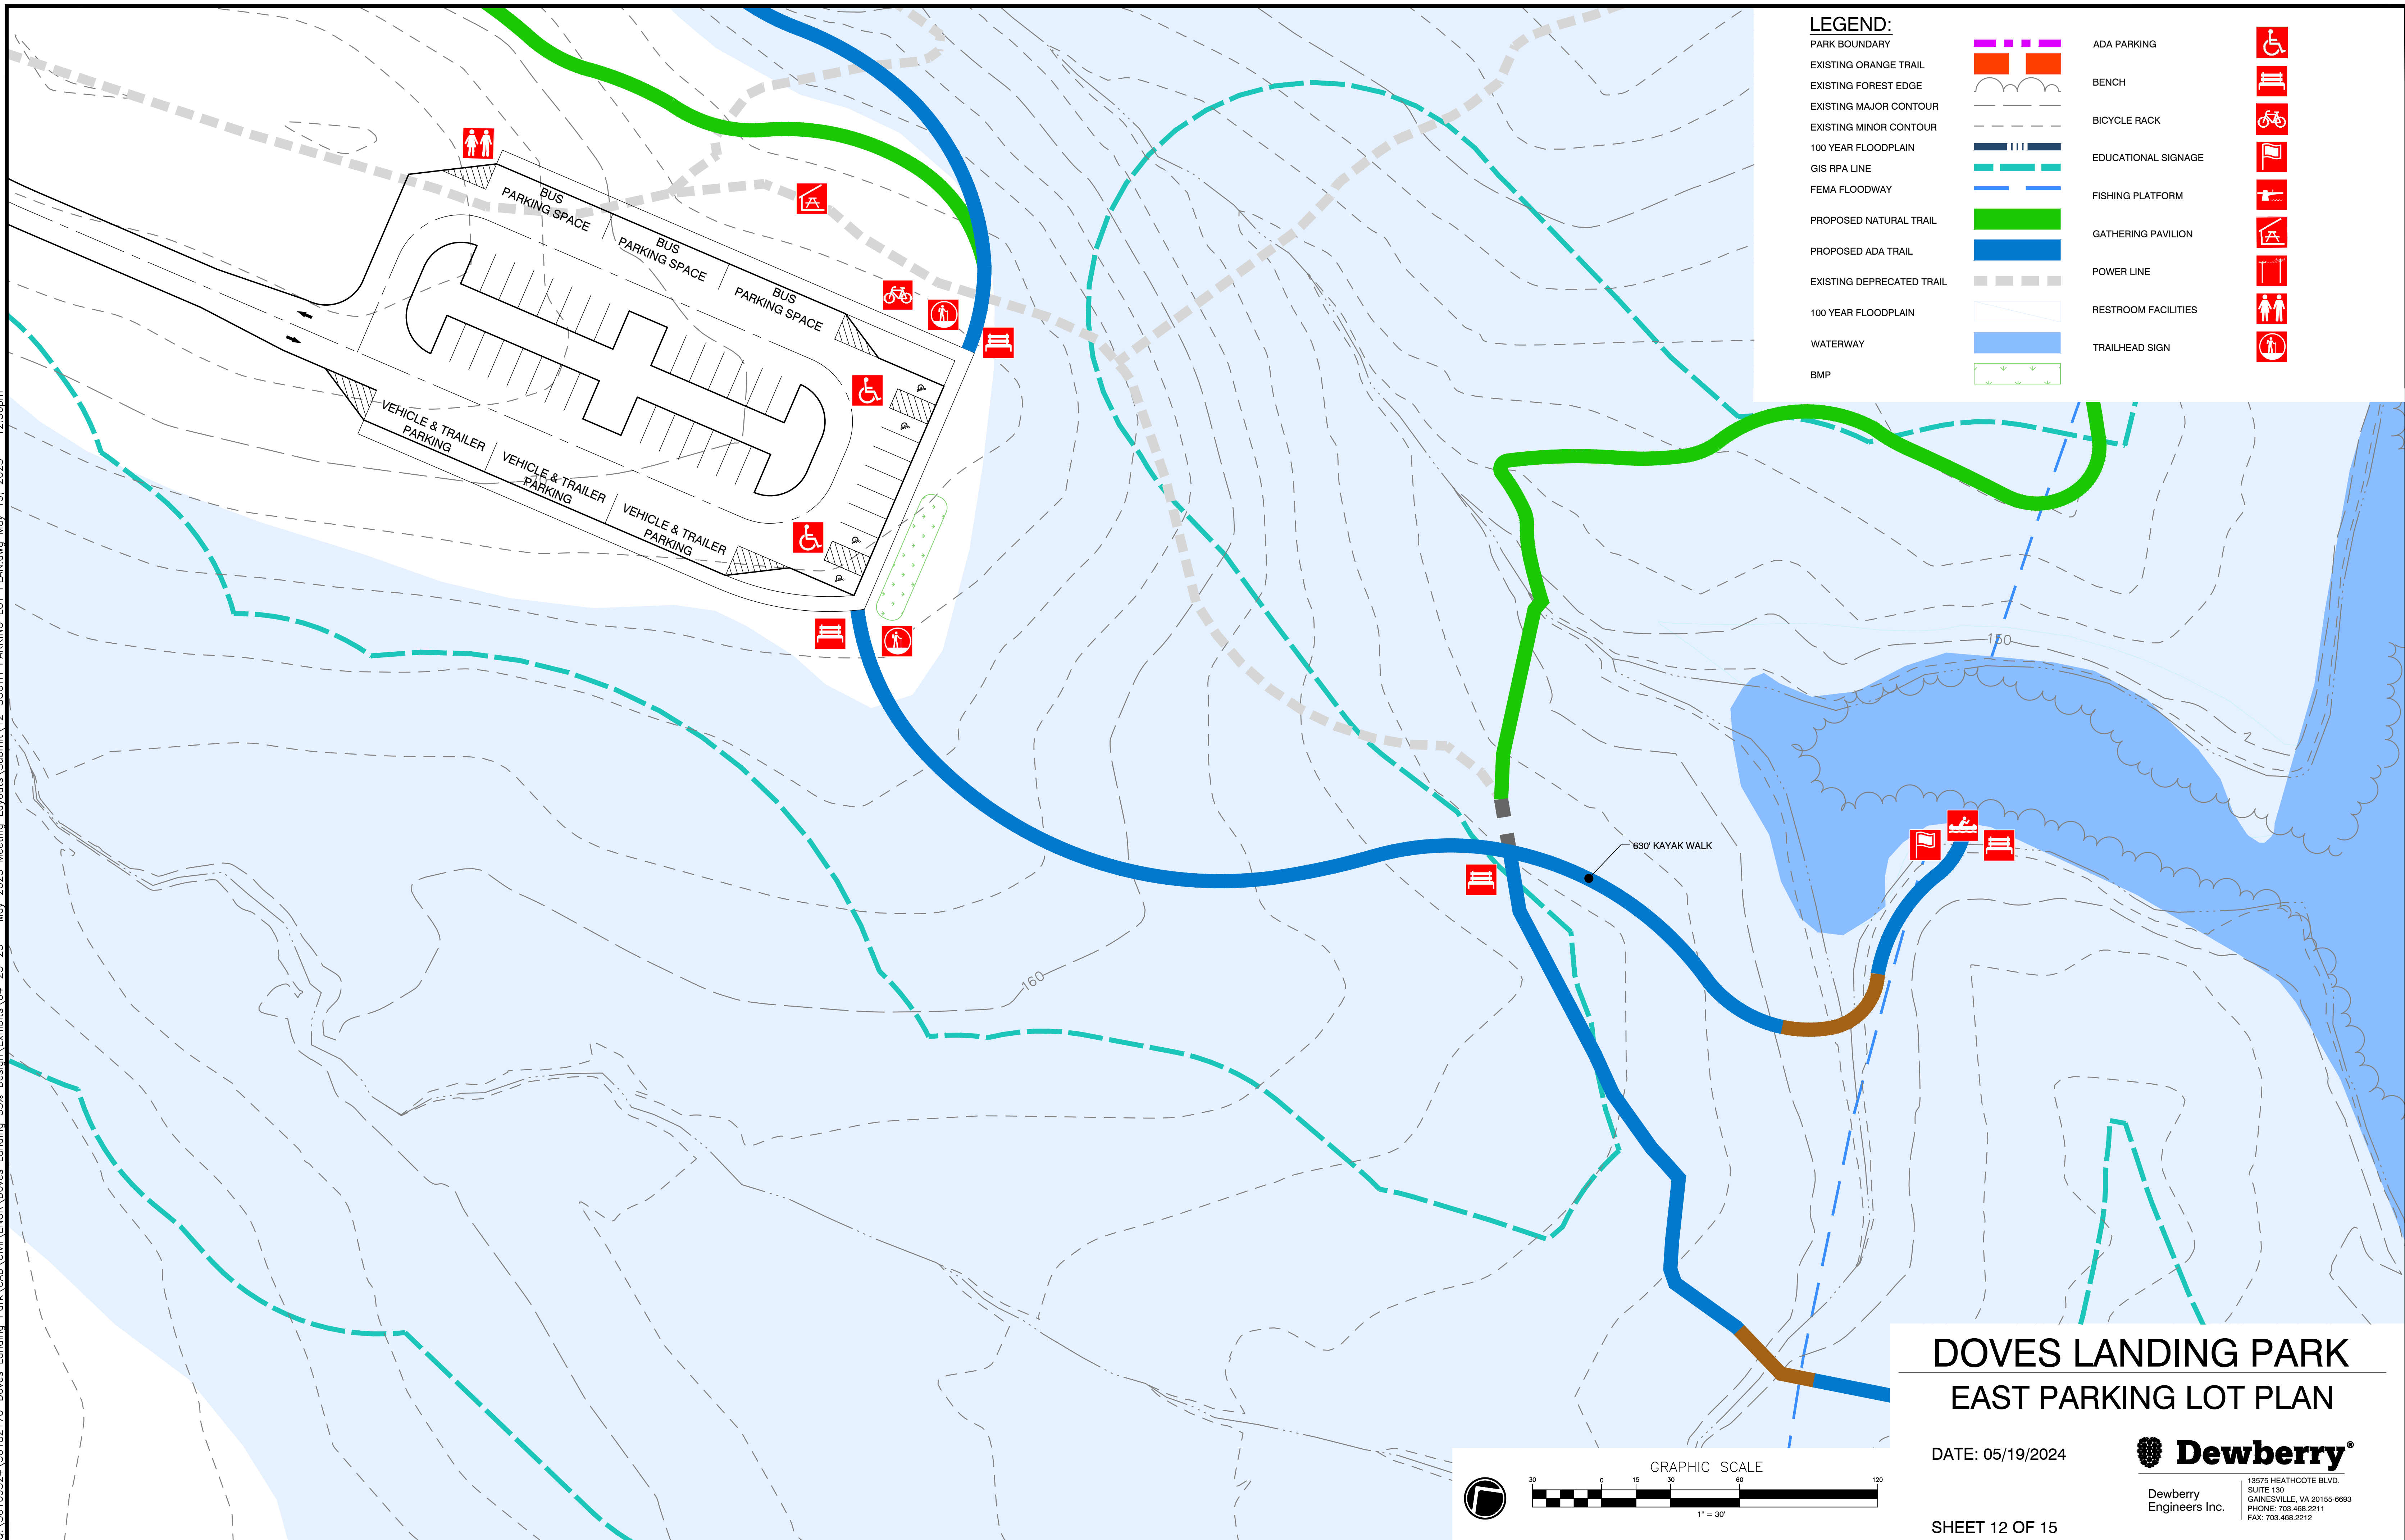 LEGEND:
PARK BOUNDARY
EXISTING ORANGE TRAIL
EXISTING FOREST EDGE
EXISTING MAJOR CONTOUR
EXISTING MINOR CONTOUR
100 YEAR FLOODPLAIN
GIS RPA LINE
FEMA FLOODWAY
PROPOSED NATURAL TRAIL
PROPOSED ADA TRAIL
EXISTING DEPRECATED TRAIL
100 YEAR FLOODPLAIN
WATERWAY
BMP
ADA PARKING
BENCH
BICYCLE RACK
EDUCATIONAL SIGNAGE
FISHING PLATFORM
GATHERING PAVILION
POWER LINE
RESTROOM FACILITIES
TRAILHEAD SIGN
BUS
PARKING SPACE
BUS
PARKING SPACE
BUS
PARKING SPACE
VEHICLE & TRAILER
PARKING
VEHICLE & TRAILER
PARKING
VEHICLE & TRAILER
PARKING
150
630' KAYAK WALK
160
GRAPHIC SCALE
30 0 15 30 60 120
1" = 30'
DOVES LANDING PARK
EAST PARKING LOT PLAN
DATE: 05/19/2024
Dewberry®
Dewberry
Engineers Inc.
13575 HEATHCOTE BLVD.
SUITE 130
GAINESVILLE, VA 20155-6693
PHONE: 703.468.2211
FAX: 703.468.2212
SHEET 12 OF 15